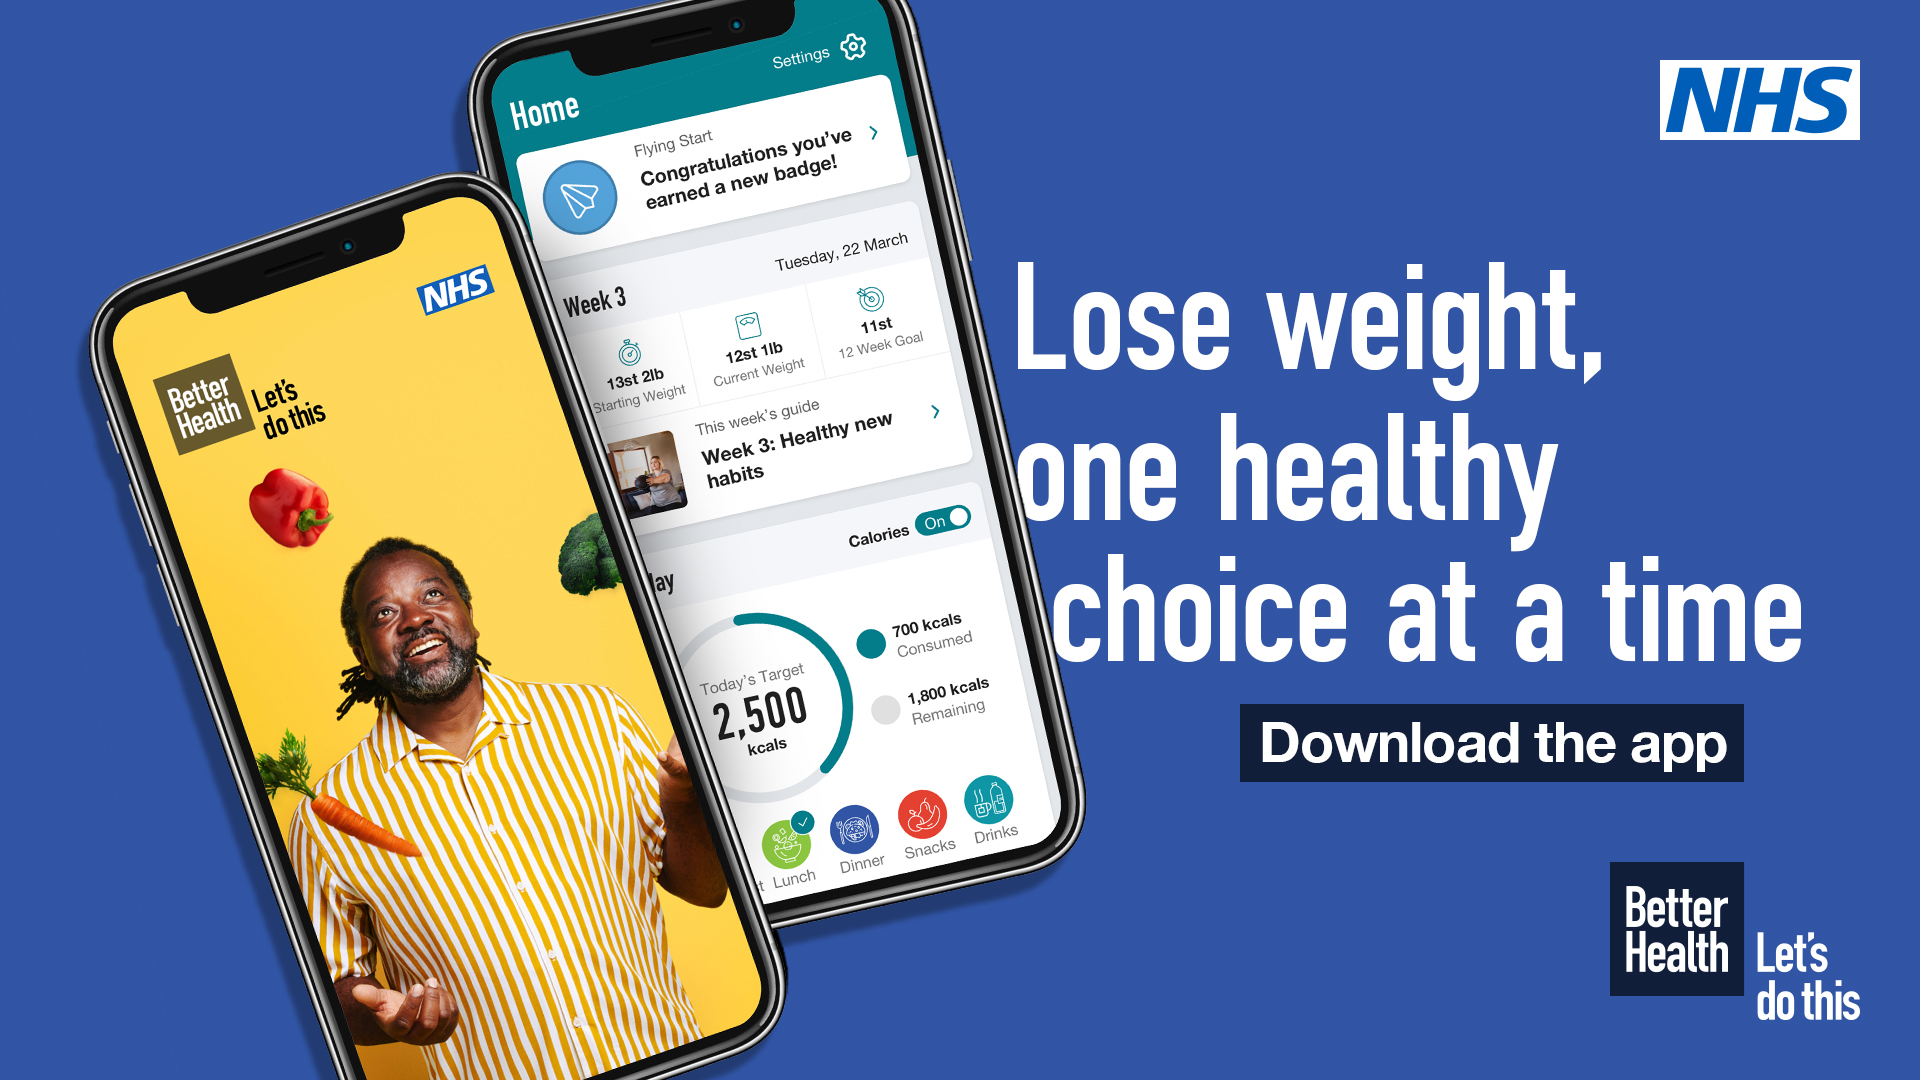 NHS
Better
Health
Let's
do this
Settings
Home
Flying Start
Congratulations you've
earned a new badge!
Tuesday, 22 March
Week 3
13st 2lb
Starting Weight
12st 1lb
Current Weight
11st
12 Week Goal
This week's guide
Week 3: Healthy new
habits
Calories On
Today's Target
2,500
kcals
700 kcals
Consumed
1,800 kcals
Remaining
Lunch
Dinner
Snacks
Drinks
NHS
Lose weight,
one healthy
choice at a time
Download the app
Better
Health
Let's
do this